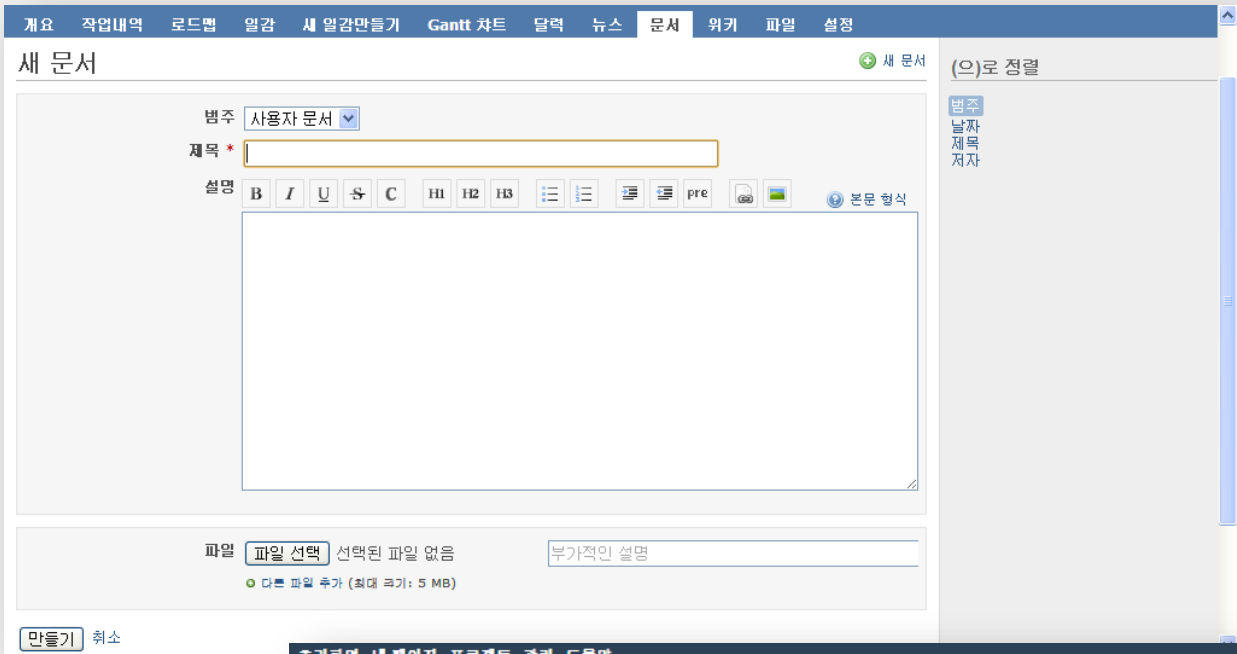 개요 작업내역 로드맵 일감 새 일감만들기 Gantt 챠트 달력 뉴스 문서 위키 파일 설정
새 문서
새 문서
범주 사용자 문서
제목 *
설명 B I U S C H1 H2 H3 pre 본문 형식
파일 파일 선택 선택된 파일 없음 부가적인 설명
다른 파일 추가 (최대 크기: 5 MB)
만들기 취소
(으)로 정렬
범주
날짜
제목
저자